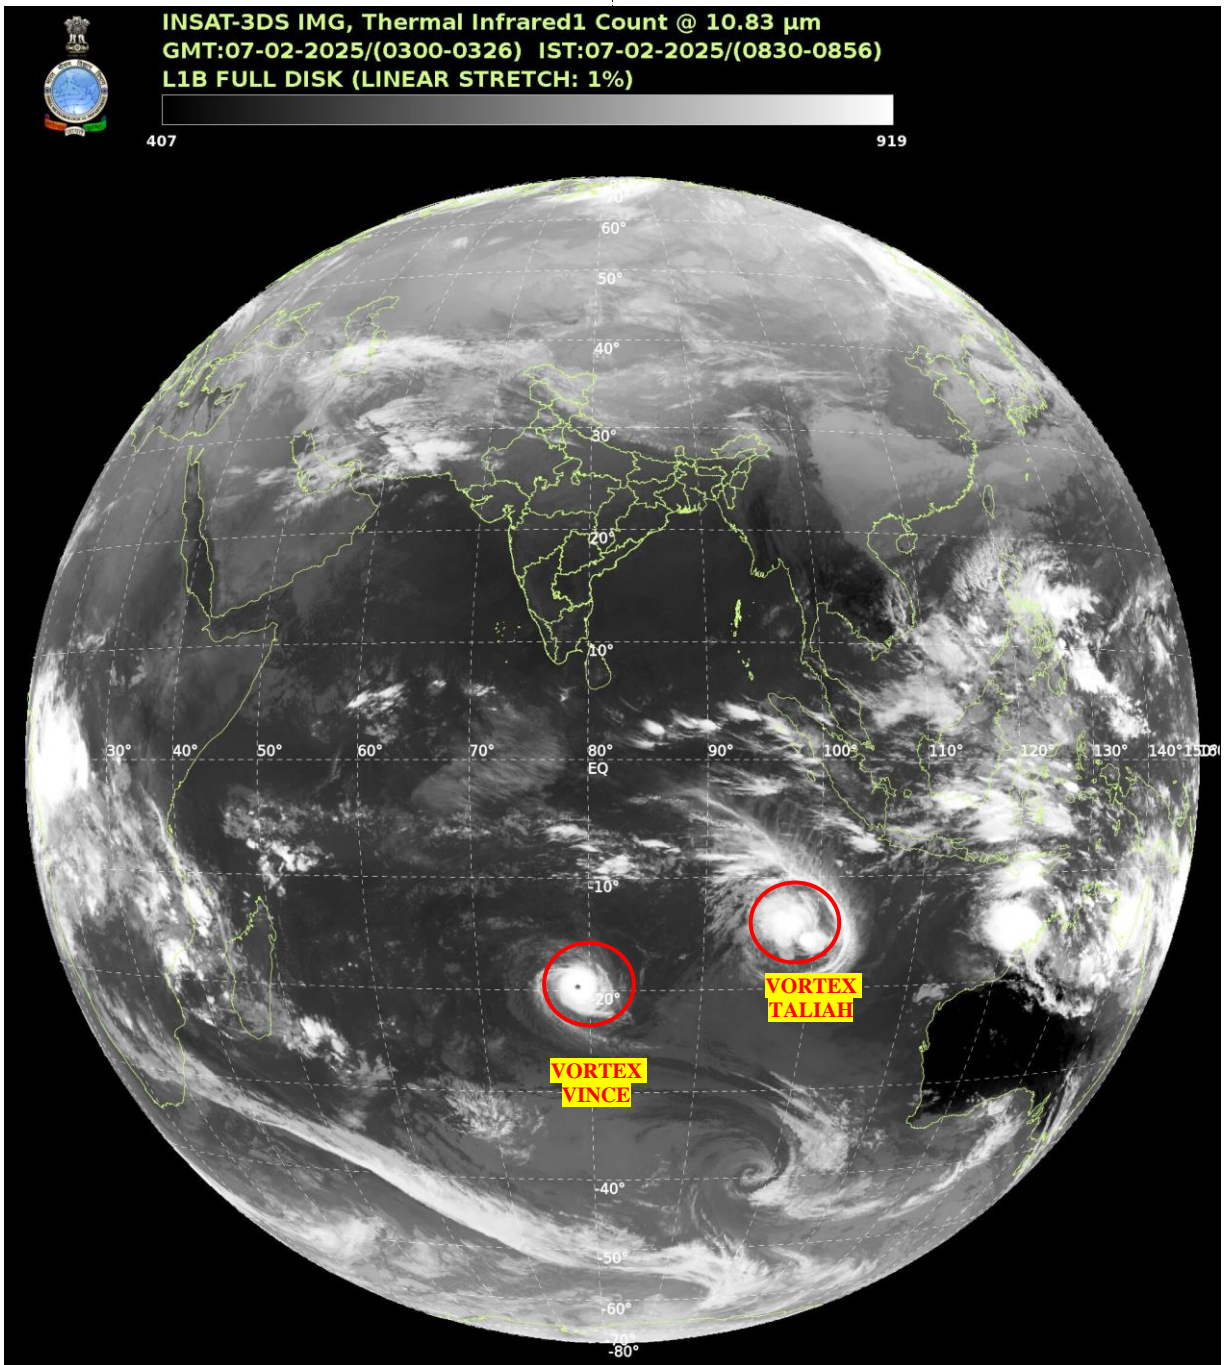 INSAT-3DS IMG, Thermal Infrared1 Count @ 10.83 μm
GMT:07-02-2025/(0300-0326) IST:07-02-2025/(0830-0856)
L1B FULL DISK (LINEAR STRETCH: 1%)
407 919
70°
60°
50°
40°
30°
20°
10°
30° 40° 50° 60° 70° 80° 90° 100° 110° 120° 130° 140° 150°
EQ
-10°
-20°
VORTEX
TALIAH
VORTEX
VINCE
-40°
-50°
-60°
-70°
-80°